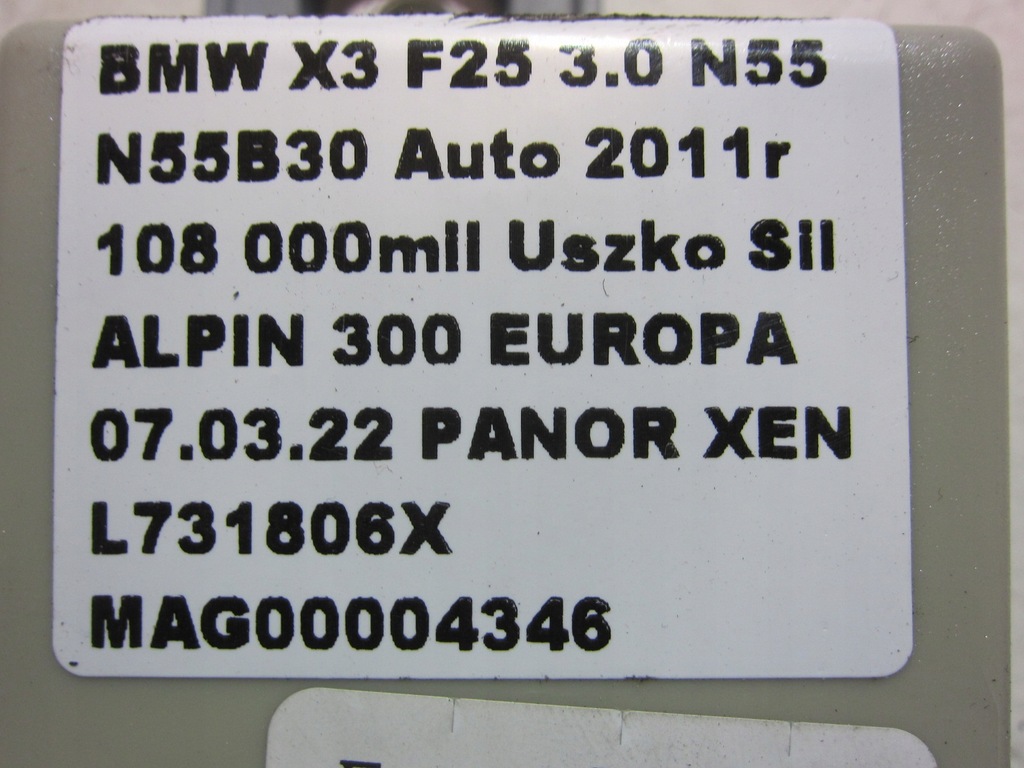 BMW X3 F25 3.0 N55
N55B30 Auto 2011r
108 000mil Uszko Sil
ALPIN 300 EUROPA
07.03.22 PANOR XEN
L731806X
MAG00004346